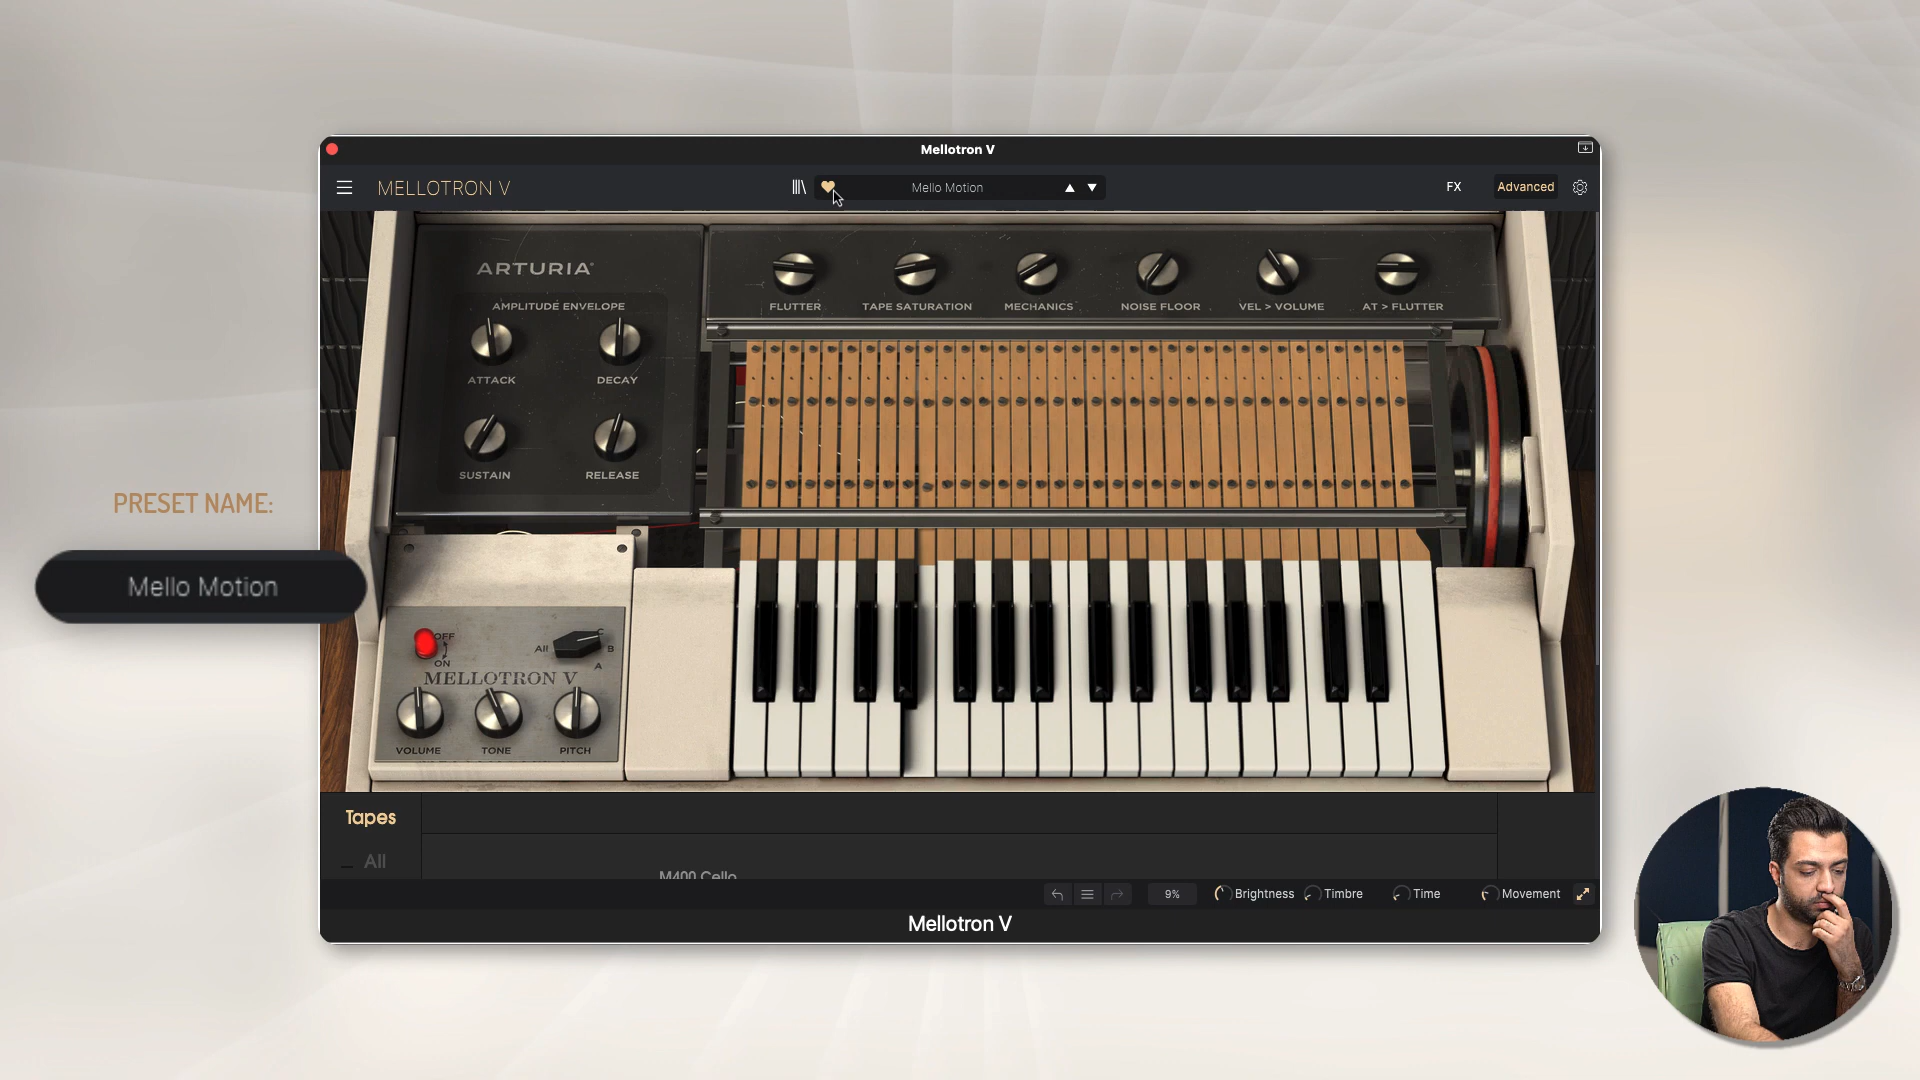 Mellotron V
MELLOTRON V
Mello Motion
FX
Advanced
ARTURIA
AMPLITUDE ENVELOPE
ATTACK
DECAY
SUSTAIN
RELEASE
FLUTTER
TAPE SATURATION
MECHANICS
NOISE FLOOR
VEL > VOLUME
AT > FLUTTER
PRESET NAME:
Mello Motion
OFF
ON
All
C
B
A
MELLOTRON V
VOLUME
TONE
PITCH
Tapes
All
M400 Cello
9%
Brightness
Timbre
Time
Movement
Mellotron V